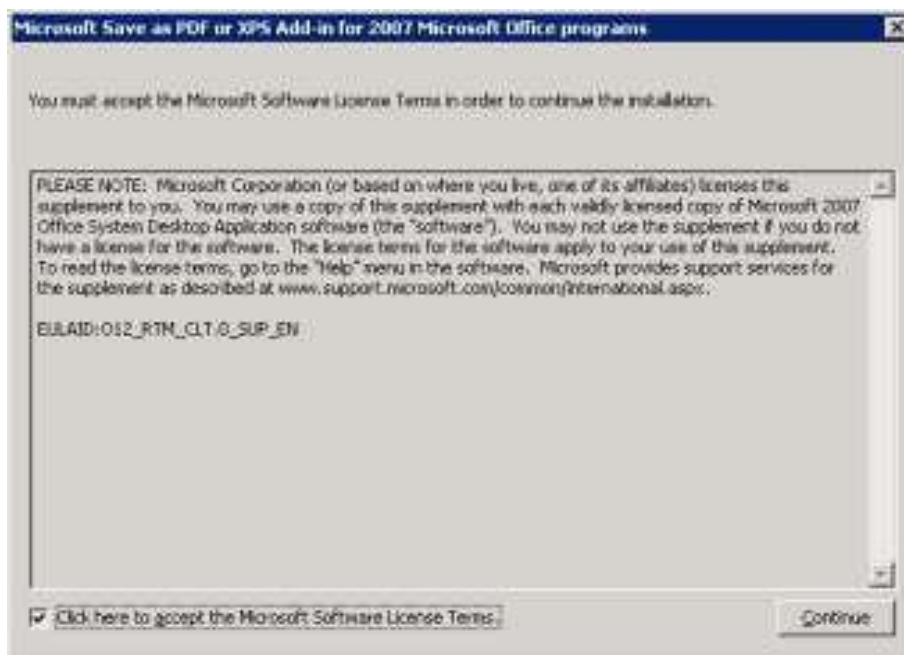 Microsoft Save as PDF or XPS Add-in for 2007 Microsoft Office programs
You must accept the Microsoft Software License Terms in order to continue the installation.
PLEASE NOTE: Microsoft Corporation (or based on where you live, one of its affiliates) licenses this
supplement to you. You may use a copy of this supplement with each validly licensed copy of Microsoft 2007
Office System Desktop Application software (the "software"). You may not use the supplement if you do not
have a license for the software. The license terms for the software apply to your use of this supplement.
To read the license terms, go to the "Help" menu in the software. Microsoft provides support services for
the supplement as described at www.support.microsoft.com/common/international.aspx.
EULAID:O12_RTM_CLT.8_SUP_EN
Click here to accept the Microsoft Software License Terms.
Continue